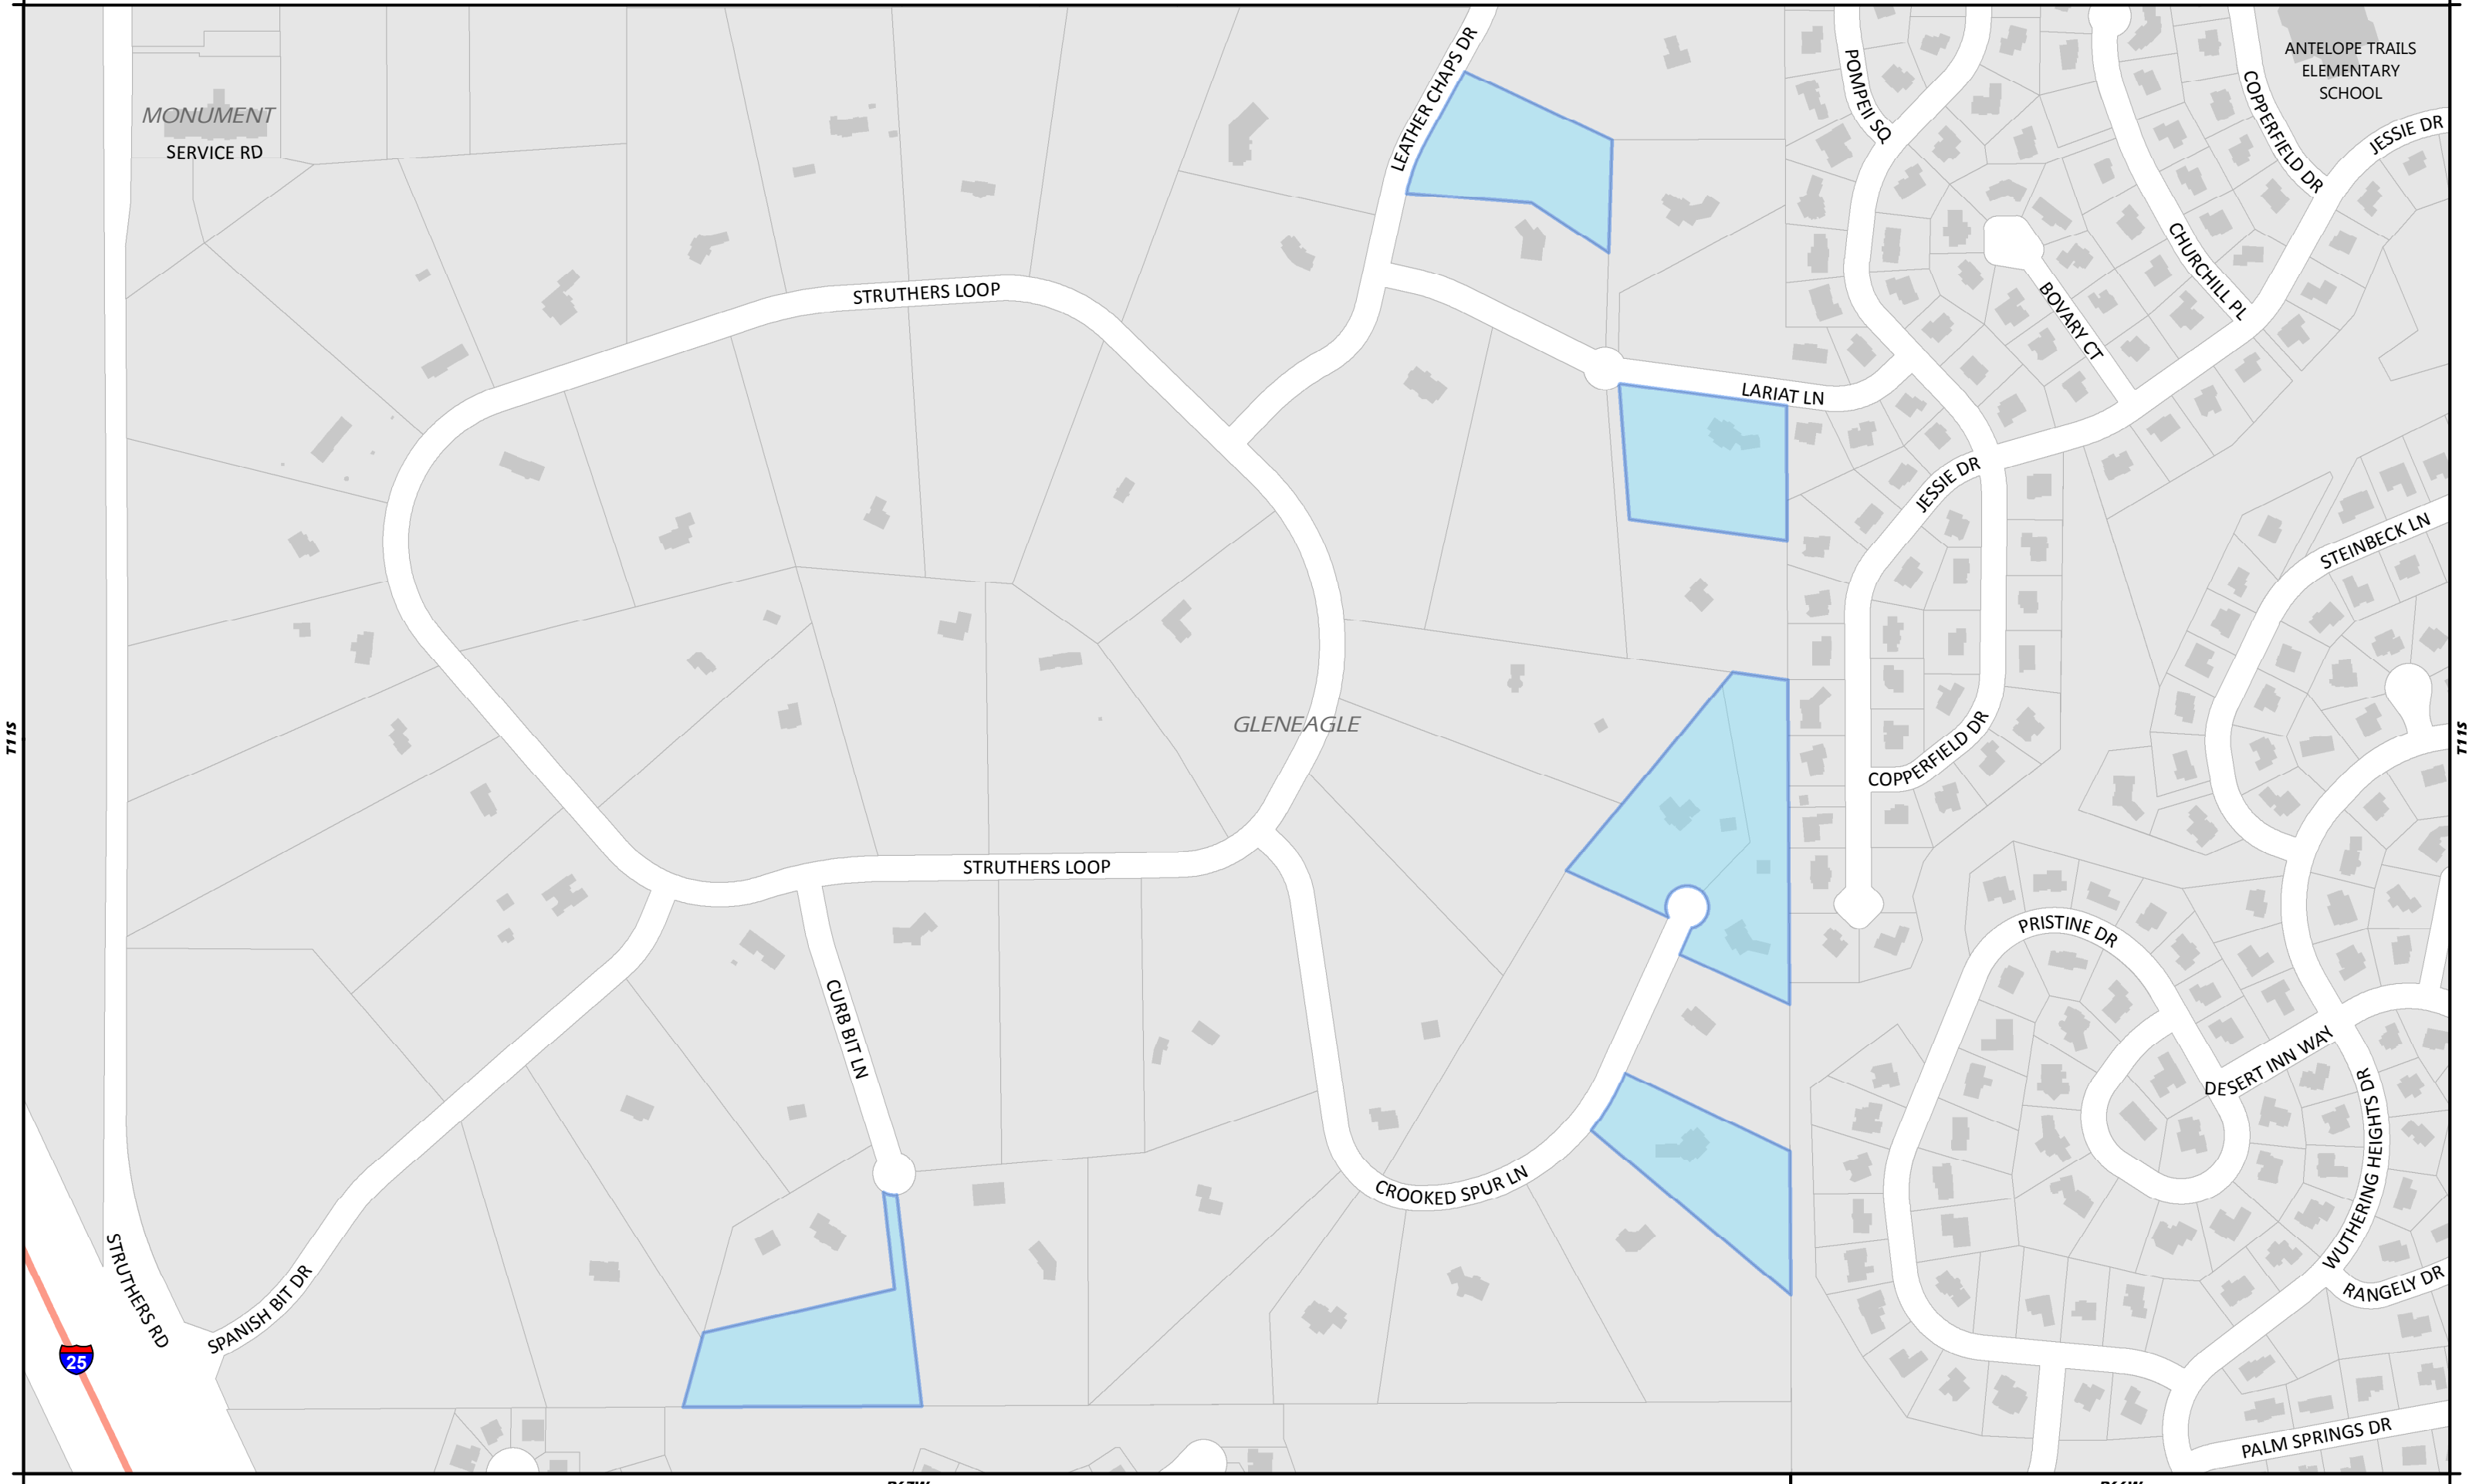 LEATHER CHAPS DR
POMPEII SQ
COPPERFIELD DR
ANTELOPE TRAILS
ELEMENTARY
SCHOOL
JESSIE DR
MONUMENT
SERVICE RD
CHURCHILL PL
BOVARY CT
STRUTHERS LOOP
LARIAT LN
JESSIE DR
STEINBECK LN
T11S
GLENEAGLE
COPPERFIELD DR
T11S
STRUTHERS LOOP
PRISTINE DR
CURB BIT LN
DESERT INN WAY
WUTHERING HEIGHTS DR
CROOKED SPUR LN
STRUTHERS RD
SPANISH BIT DR
RANGELY DR
25
PALM SPRINGS DR